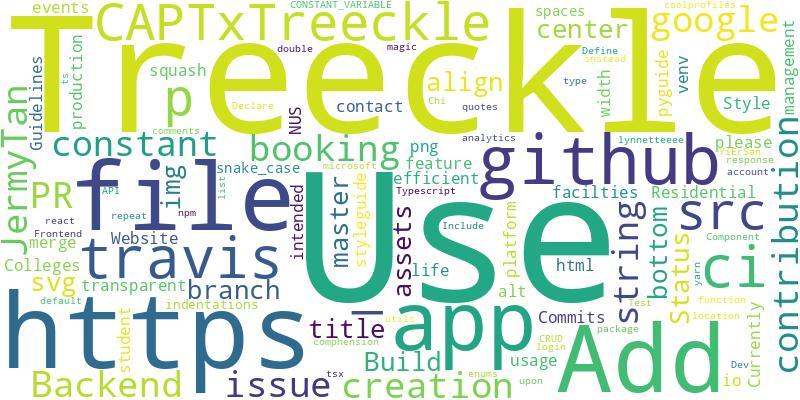 CONSTANT_VARIABLE
coolprofiles
events
CAPTxTreeckle
spaces
google
Treeckle
center
double
magic
Define
instead
Guidelines
production
ts
squash
p
align
type
width
pyguide
venv
management
Declare
contact
Chi
quotes
Style
NUS
comments
constant
booking
png
analytics
lynnetteeee
please
YiErSan
response
JermyTan
img
snake_case
microsoft
feature
github
account
file
efficient
facilties
Residential
PR
API
list
Typescript
contribution
react
repeat
npm
intended
master
styleguide
Use
assets
platform
string
bottom
src
Frontend
Website
Include
merge
travis
life
html
Status
Component
ci
Colleges
svg
transparent
branch
alt
yarn
default
indentations
l
Commits
Test
function
location
https
student
title
utils
app
CRUD
login
package
Currently
comphension
Build
usage
Add
Dev
io
Backend
issue
tsx
creation
enums
upon